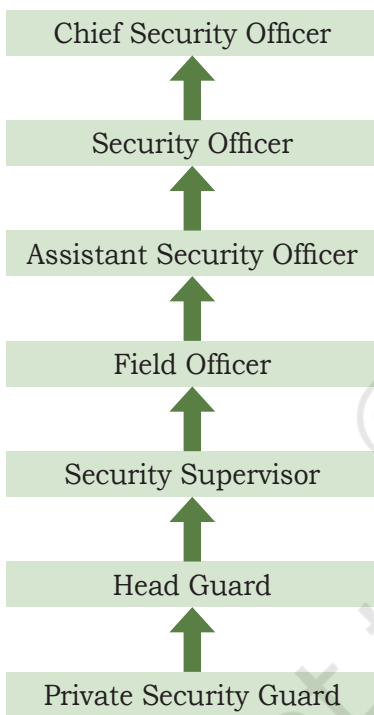 Chief Security Officer
Security Officer
Assistant Security Officer
Field Officer
Security Supervisor
Head Guard
Private Security Guard